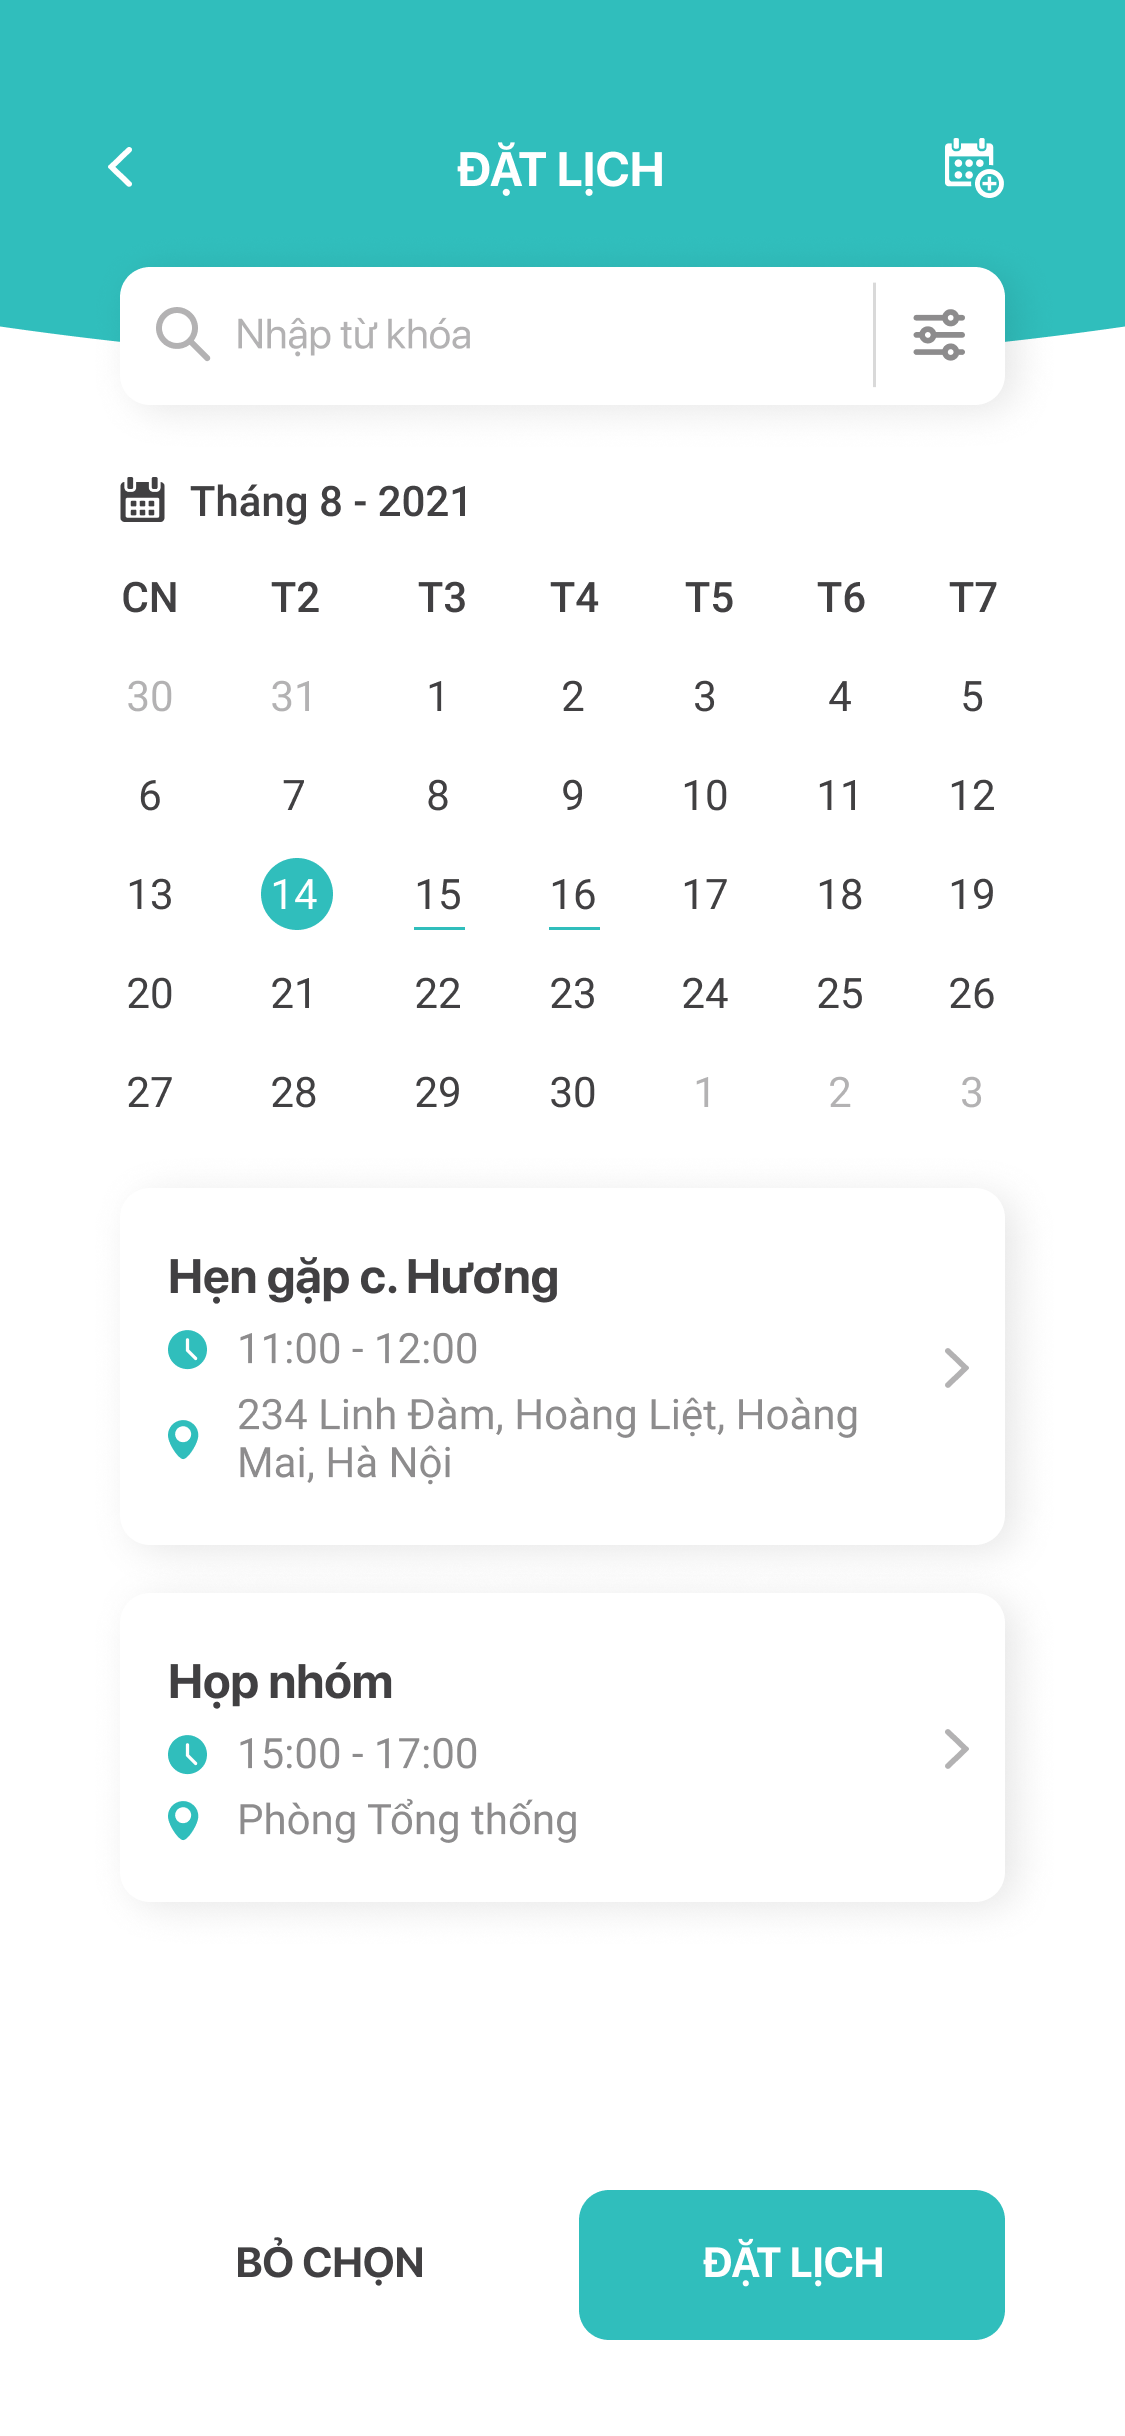 ĐẶT LỊCH
Nhập từ khóa
Tháng 8 - 2021
CN T2 T3 T4 T5 T6 T7
30 31 1 2 3 4 5
6 7 8 9 10 11 12
13 14 15 16 17 18 19
20 21 22 23 24 25 26
27 28 29 30 1 2 3
Hẹn gặp c. Hương
11:00 - 12:00
234 Linh Đàm, Hoàng Liệt, Hoàng
Mai, Hà Nội
Họp nhóm
15:00 - 17:00
Phòng Tổng thống
BỎ CHỌN
ĐẶT LỊCH